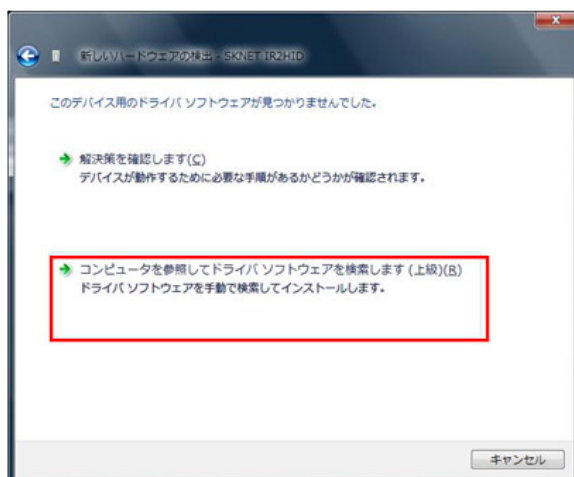 新しいハードウェアの検出 - SKNET IR2HID
このデバイス用のドライバ ソフトウェアが見つかりませんでした。
解決策を確認します(C)
デバイスが動作するために必要な手順があるかどうかが確認されます。
コンピュータを参照してドライバ ソフトウェアを検索します (上級)(R)
ドライバ ソフトウェアを手動で検索してインストールします。
キャンセル